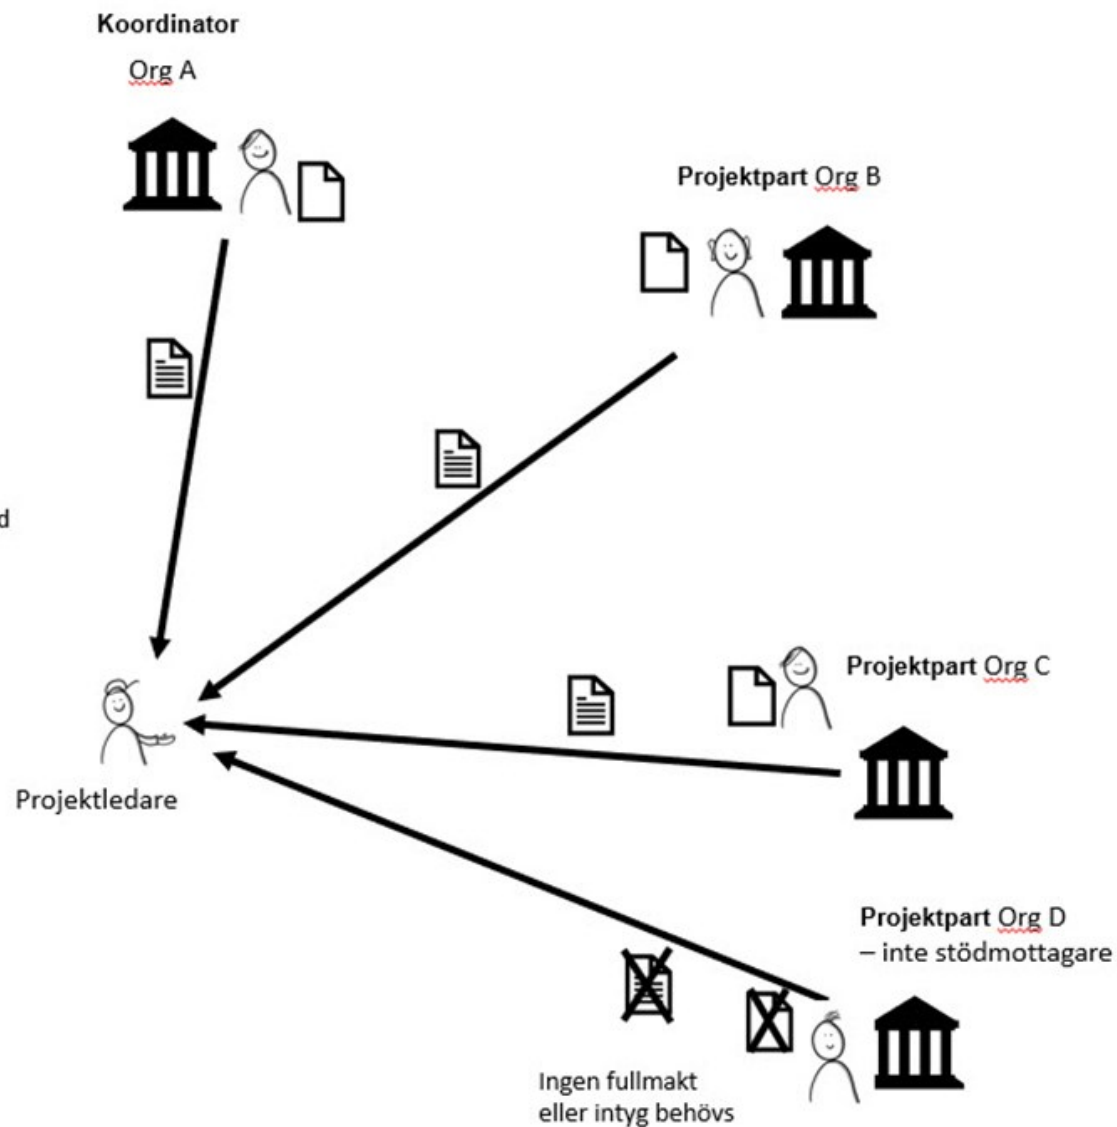 Koordinator
Org A
Projektpart Org B
d
Projektpart Org C
Projektledare
Projektpart Org D
– inte stödmottagare
Ingen fullmakt
eller intyg behövs